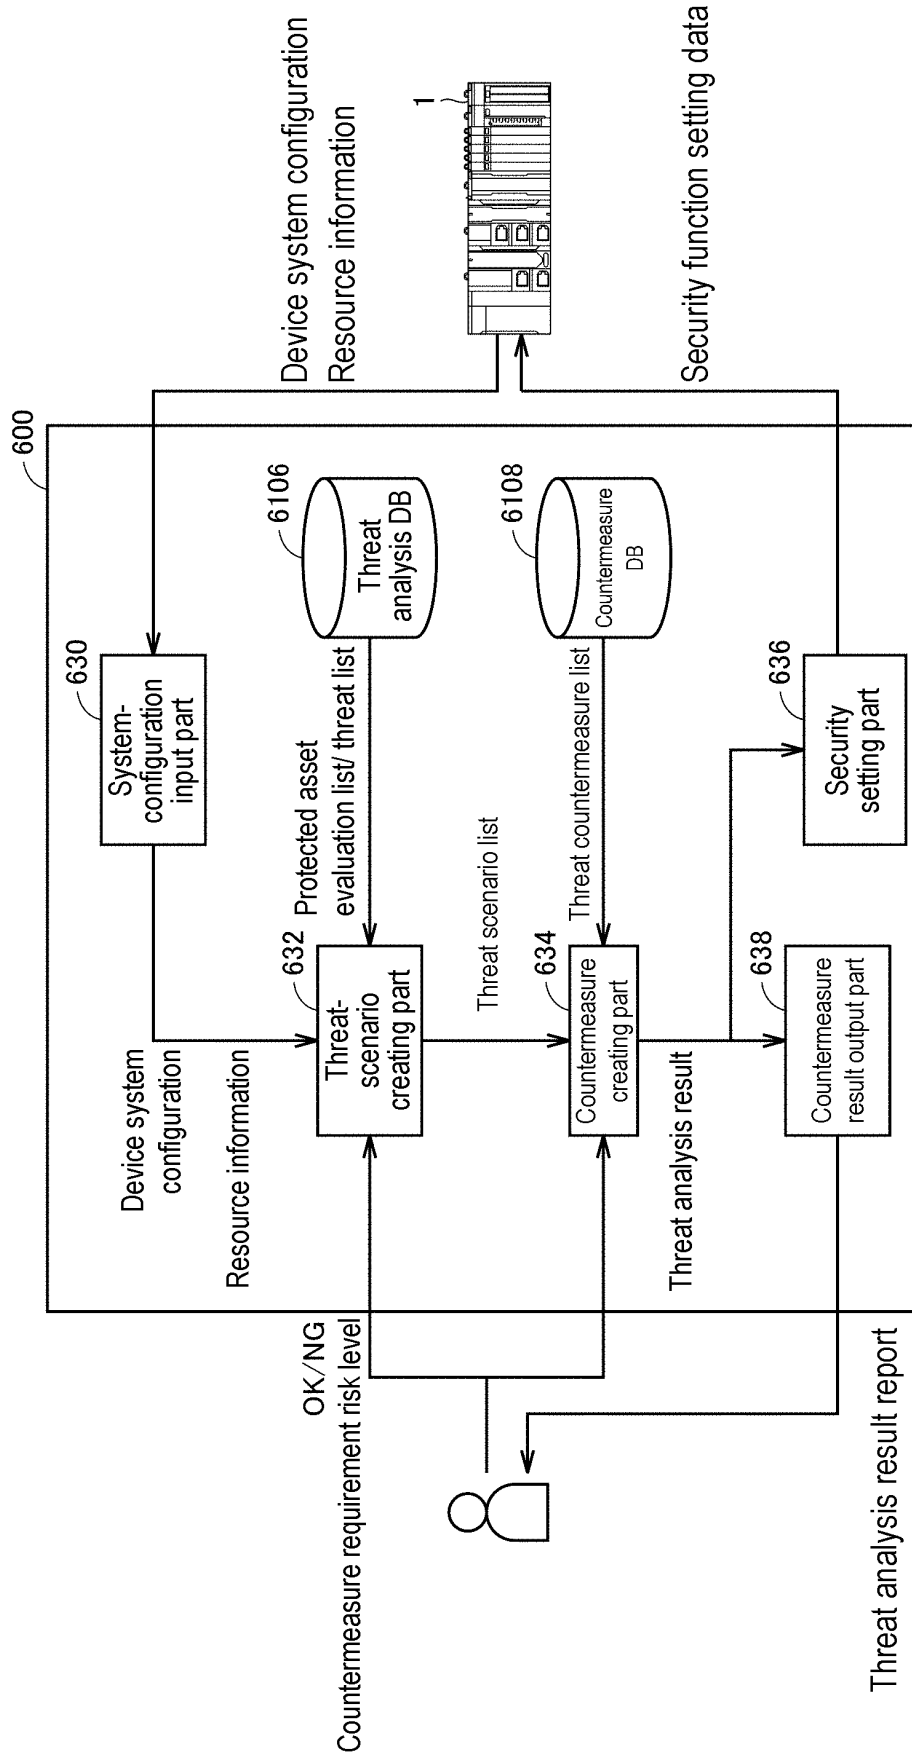 600
Device system configuration
Resource information
1
630
System-
configuration
input part
Device system
configuration
Resource information
6106
Threat
analysis DB
Protected asset
evaluation list/ threat list
632
Threat-
scenario
creating part
OK/NG
Countermeasure requirement risk level
Threat scenario list
6108
Countermeasure
DB
Threat countermeasure list
634
Countermeasure
creating part
Threat analysis result
636
Security
setting part
Security function setting data
638
Countermeasure
result output part
Threat analysis result report